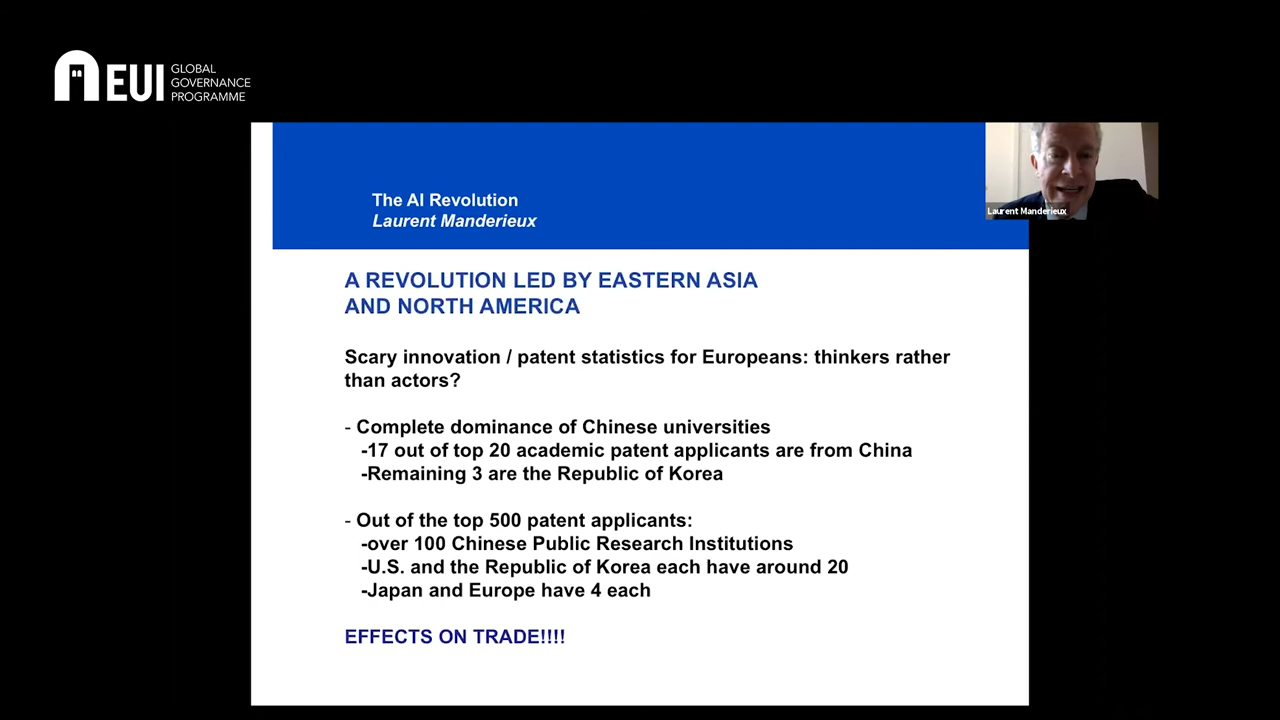 EUI
GLOBAL
GOVERNANCE
PROGRAMME
The AI Revolution
Laurent Manderieux
Laurent Manderieux
A REVOLUTION LED BY EASTERN ASIA
AND NORTH AMERICA
Scary innovation / patent statistics for Europeans: thinkers rather
than actors?
- Complete dominance of Chinese universities
-17 out of top 20 academic patent applicants are from China
-Remaining 3 are the Republic of Korea
- Out of the top 500 patent applicants:
-over 100 Chinese Public Research Institutions
-U.S. and the Republic of Korea each have around 20
-Japan and Europe have 4 each
EFFECTS ON TRADE!!!!